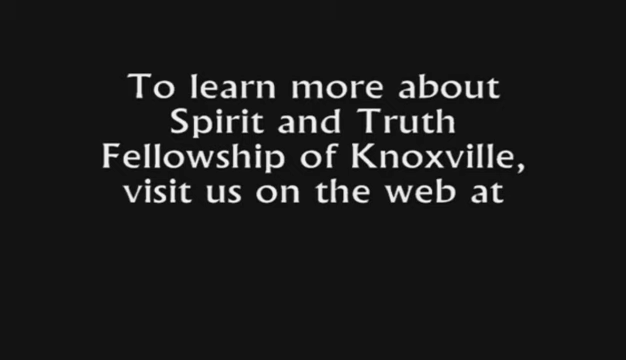 To learn more about
Spirit and Truth
Fellowship of Knoxville,
visit us on the web at